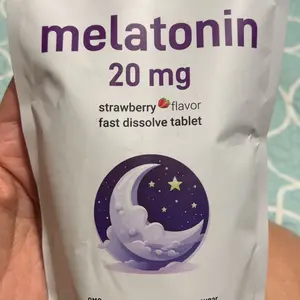 melatonin
20 mg
strawberry flavor
fast dissolve tablet